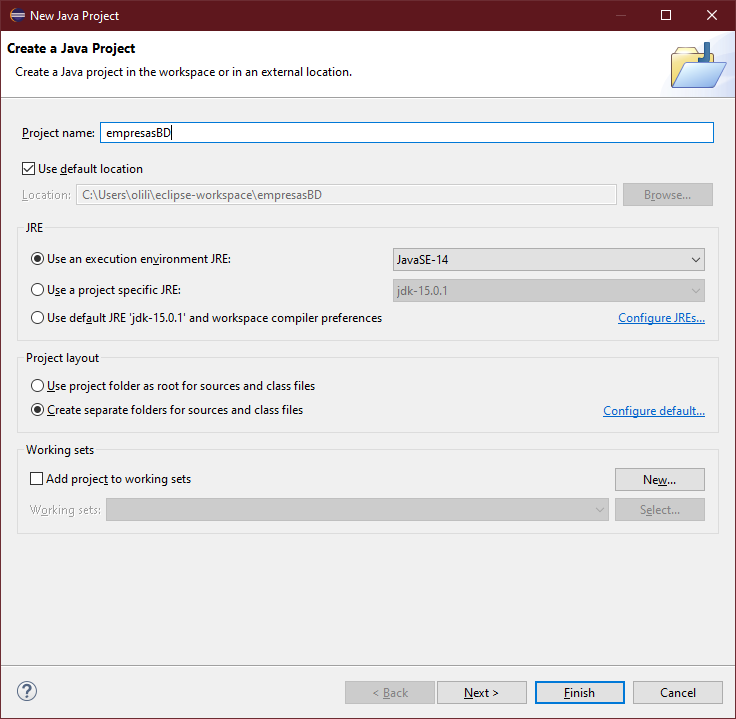 New Java Project
Create a Java Project
Create a Java project in the workspace or in an external location.
Project name: empresasBD
Use default location
Location: C:\Users\olili\eclipse-workspace\empresasBD Browse...
JRE
Use an execution environment JRE: JavaSE-14
Use a project specific JRE: jdk-15.0.1
Use default JRE 'jdk-15.0.1' and workspace compiler preferences Configure JREs...
Project layout
Use project folder as root for sources and class files
Create separate folders for sources and class files Configure default...
Working sets
Add project to working sets New...
Working sets: Select...
? < Back Next > Finish Cancel